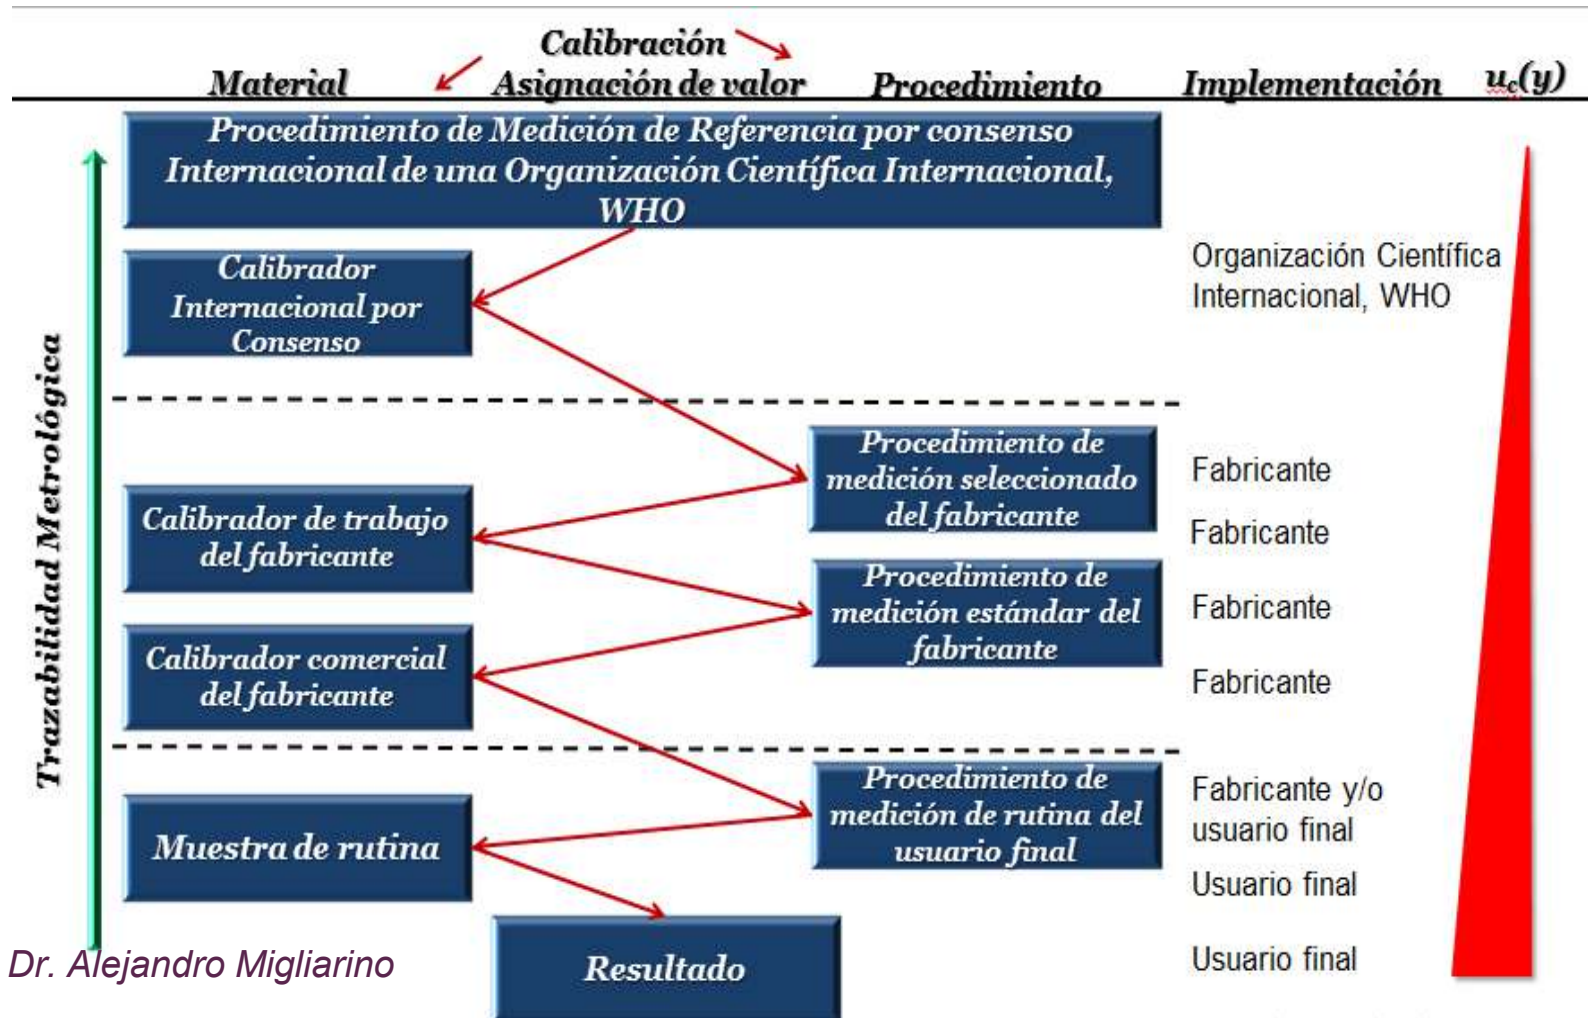 Calibración
Material
Asignación de valor
Procedimiento
Implementación
uc(y)
Procedimiento de Medición de Referencia por consenso
Internacional de una Organización Científica Internacional,
WHO
Calibrador
Internacional por
Consenso
Organización Científica
Internacional, WHO
Trazabilidad Metrológica
Procedimiento de
medición seleccionado
del fabricante
Fabricante
Calibrador de trabajo
del fabricante
Fabricante
Procedimiento de
medición estándar del
fabricante
Fabricante
Calibrador comercial
del fabricante
Fabricante
Procedimiento de
medición de rutina del
usuario final
Fabricante y/o
usuario final
Muestra de rutina
Usuario final
Resultado
Usuario final
Dr. Alejandro Migliarino